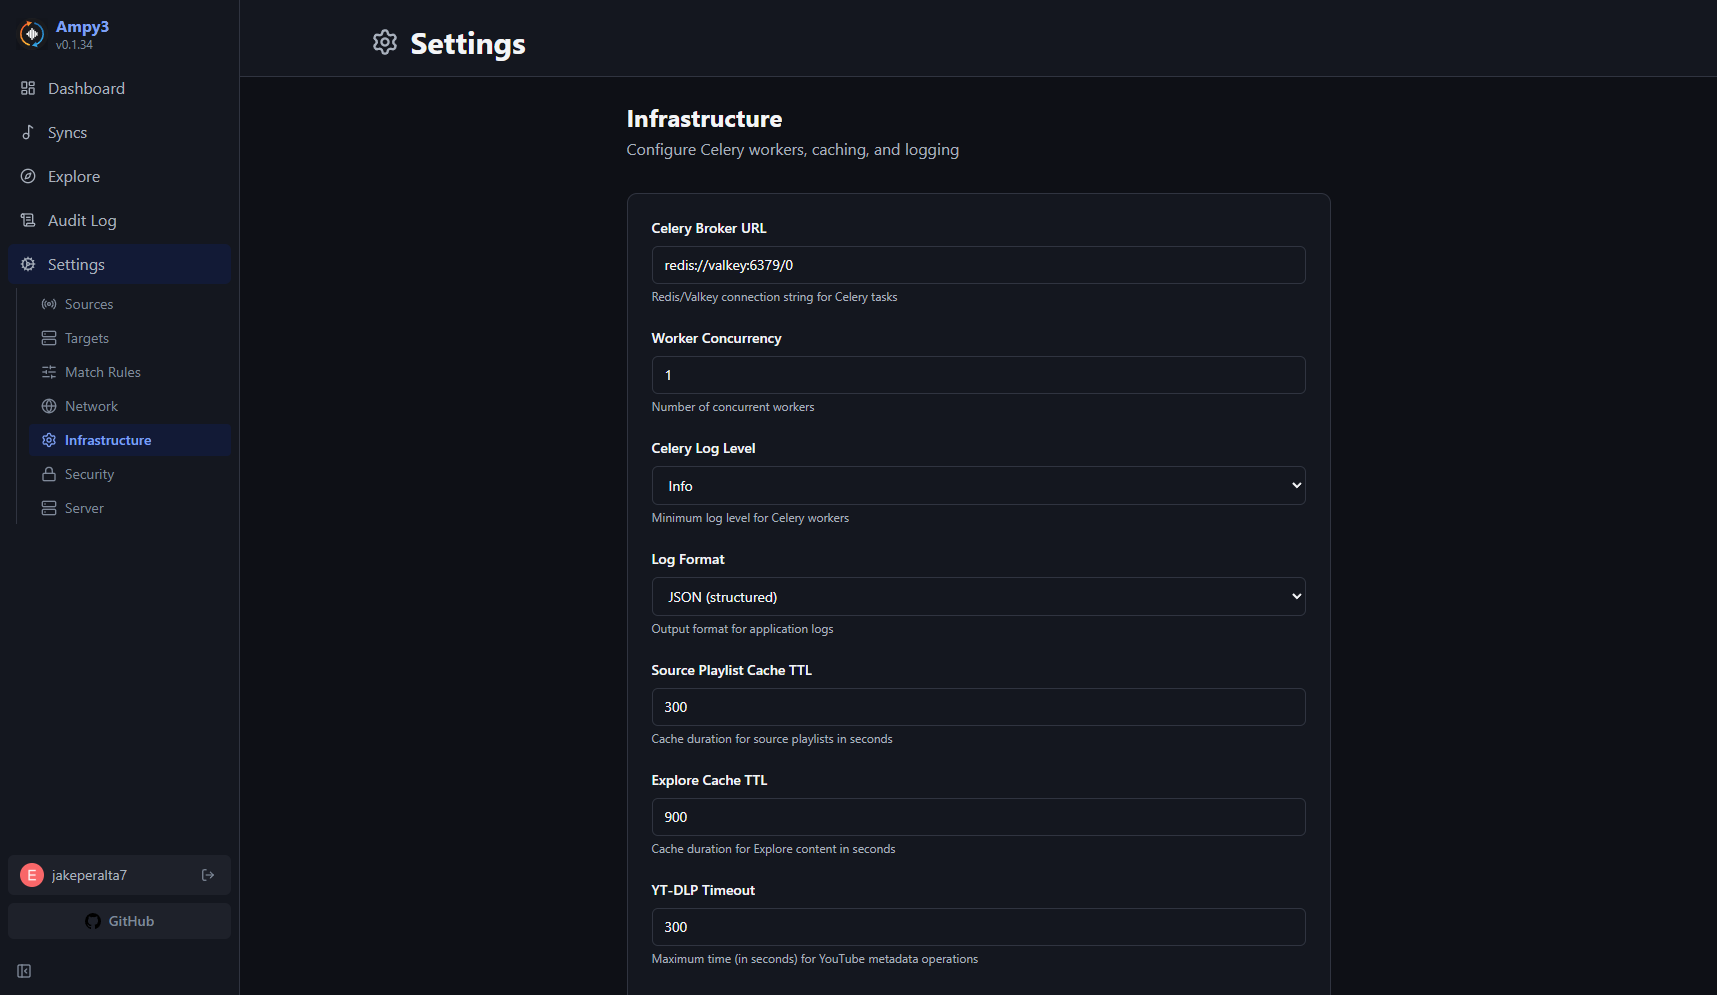 Ampy3
v0.1.34
Dashboard
Syncs
Explore
Audit Log
Settings
Sources
Targets
Match Rules
Network
Infrastructure
Security
Server
E jakeperalta7
GitHub
Settings
Infrastructure
Configure Celery workers, caching, and logging
Celery Broker URL
redis://valkey:6379/0
Redis/Valkey connection string for Celery tasks
Worker Concurrency
1
Number of concurrent workers
Celery Log Level
Info
Minimum log level for Celery workers
Log Format
JSON (structured)
Output format for application logs
Source Playlist Cache TTL
300
Cache duration for source playlists in seconds
Explore Cache TTL
900
Cache duration for Explore content in seconds
YT-DLP Timeout
300
Maximum time (in seconds) for YouTube metadata operations